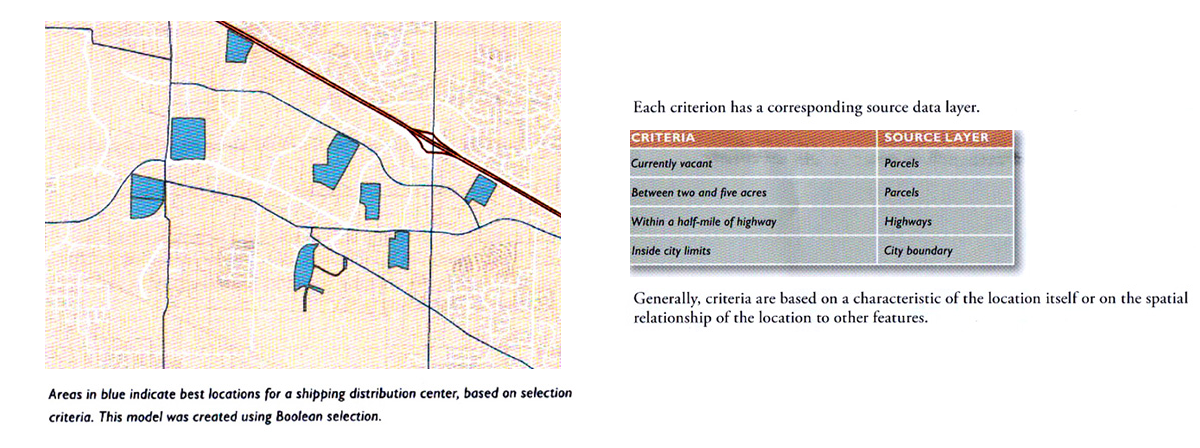 Areas in blue indicate best locations for a shipping distribution center, based on selection
criteria. This model was created using Boolean selection.
Each criterion has a corresponding source data layer.
CRITERIA SOURCE LAYER
Currently vacant Parcels
Between two and five acres Parcels
Within a half-mile of highway Highways
Inside city limits City boundary
Generally, criteria are based on a characteristic of the location itself or on the spatial
relationship of the location to other features.